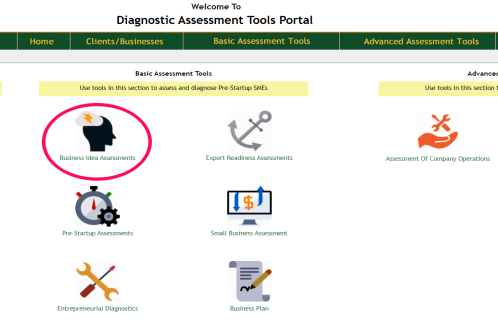 Welcome To
Diagnostic Assessment Tools Portal
Home Clients/Businesses Basic Assessment Tools Advanced Assessment Tools
Basic Assessment Tools
Use tools in this section to assess and diagnose Pre-Startup SMEs
Advanced
Use tools in this section
Business Idea Assessments Export Readiness Assessments Assessment Of Company Operations
Pre-Startup Assessments Small Business Assessment
Entrepreneurial Diagnostics Business Plan